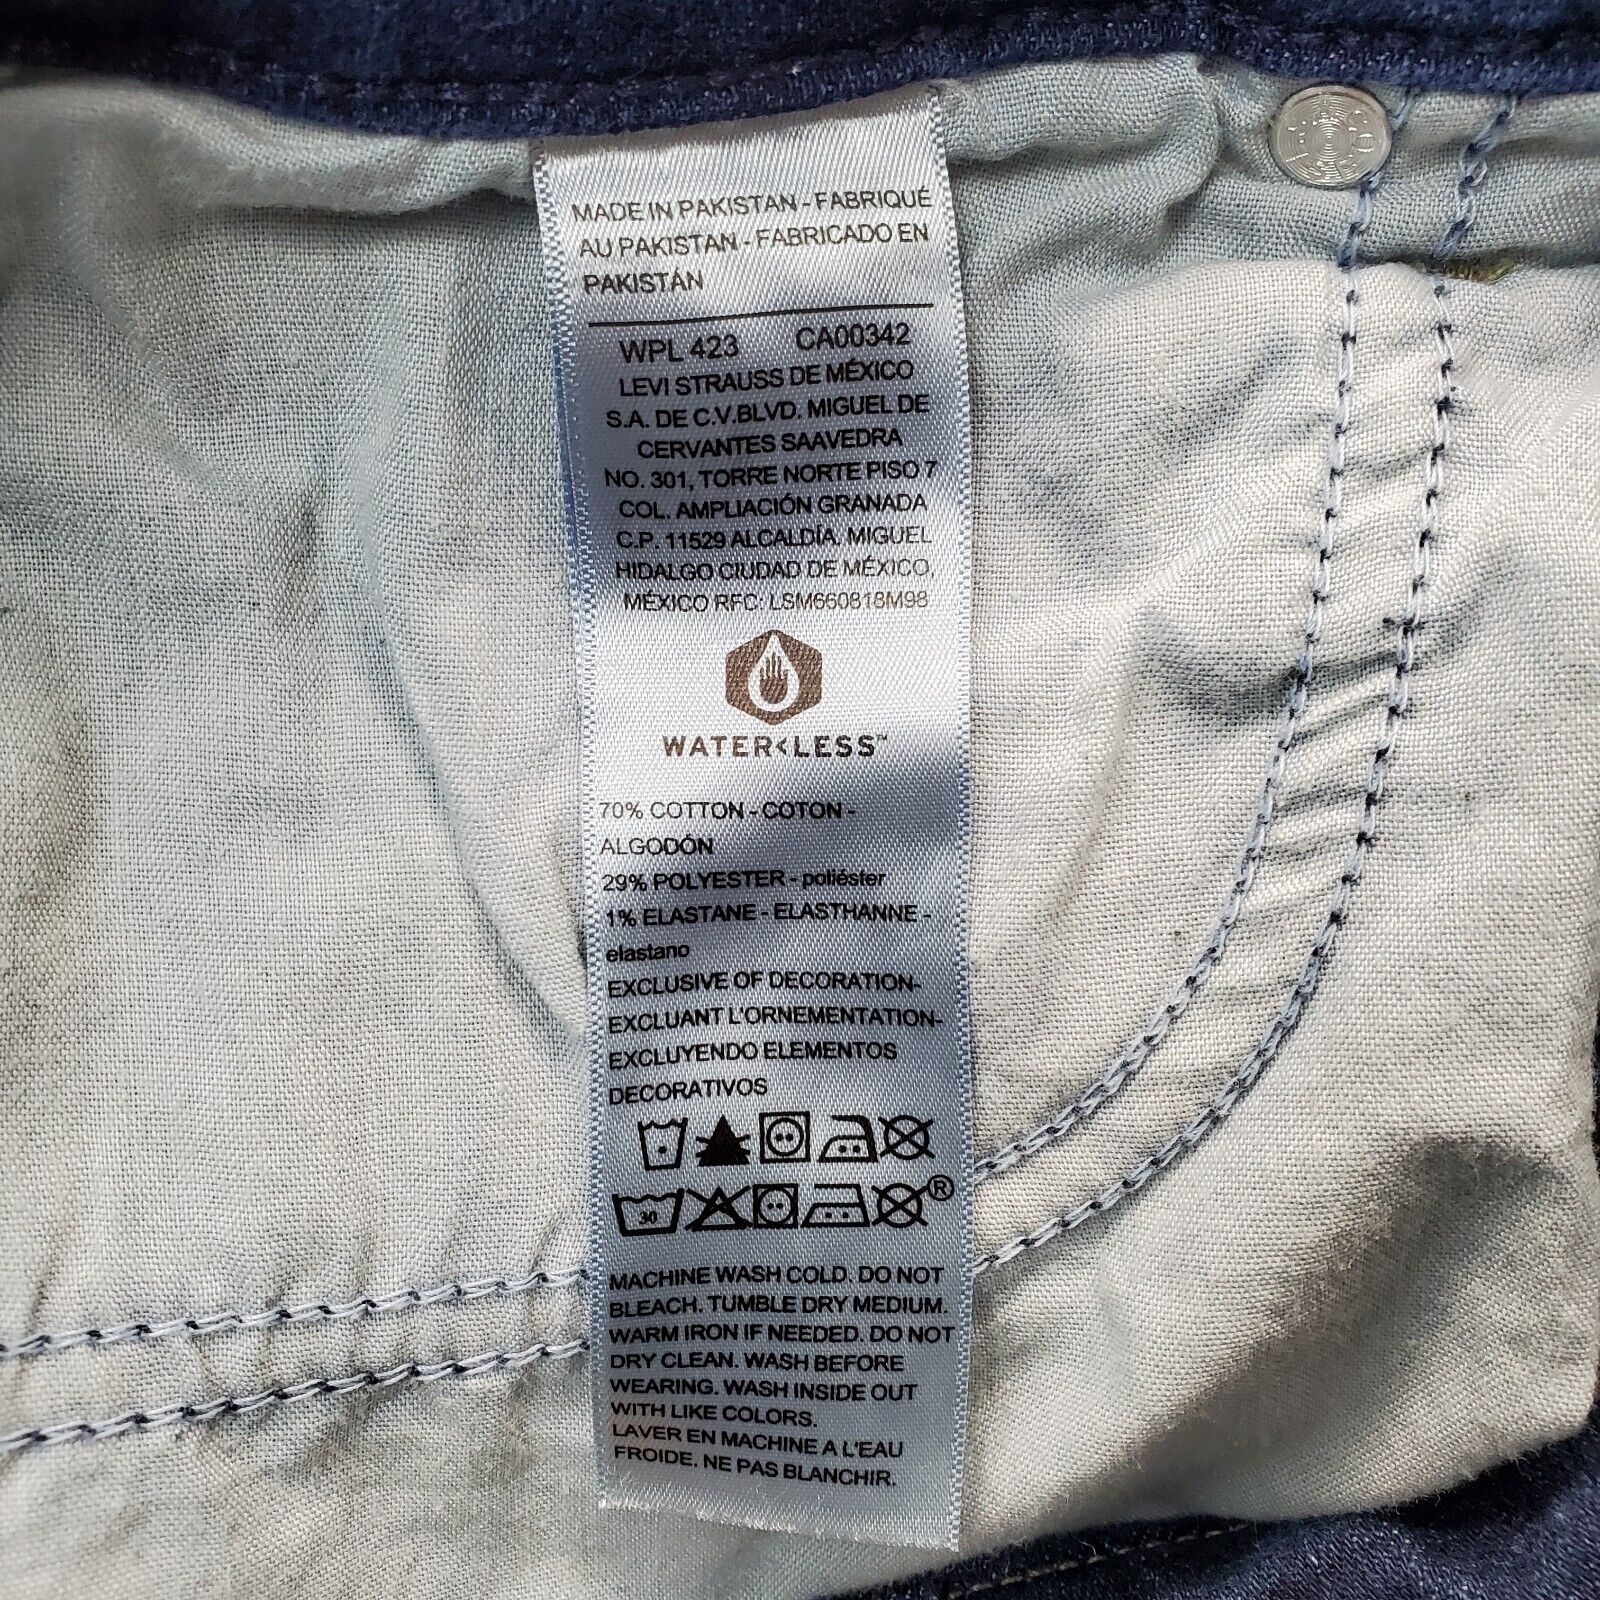 MADE IN PAKISTAN - FABRIQUÉ
AU PAKISTAN - FABRICADO EN
PAKISTÁN
WPL 423 CA00342
LEVI STRAUSS DE MÉXICO
S.A. DE C.V.BLVD. MIGUEL DE
CERVANTES SAAVEDRA
NO. 301, TORRE NORTE PISO 7
COL. AMPLIACIÓN GRANADA
C.P. 11529 ALCALDÍA. MIGUEL
HIDALGO CIUDAD DE MÉXICO,
MÉXICO RFC: LSM660818M98
WATER<LESS™
70% COTTON - COTON -
ALGODÓN
29% POLYESTER - poliéster
1% ELASTANE - ELASTHANNE -
elastano
EXCLUSIVE OF DECORATION-
EXCLUANT L'ORNEMENTATION-
EXCLUYENDO ELEMENTOS
DECORATIVOS
30 ®
MACHINE WASH COLD. DO NOT
BLEACH. TUMBLE DRY MEDIUM.
WARM IRON IF NEEDED. DO NOT
DRY CLEAN. WASH BEFORE
WEARING. WASH INSIDE OUT
WITH LIKE COLORS.
LAVER EN MACHINE A L'EAU
FROIDE. NE PAS BLANCHIR.